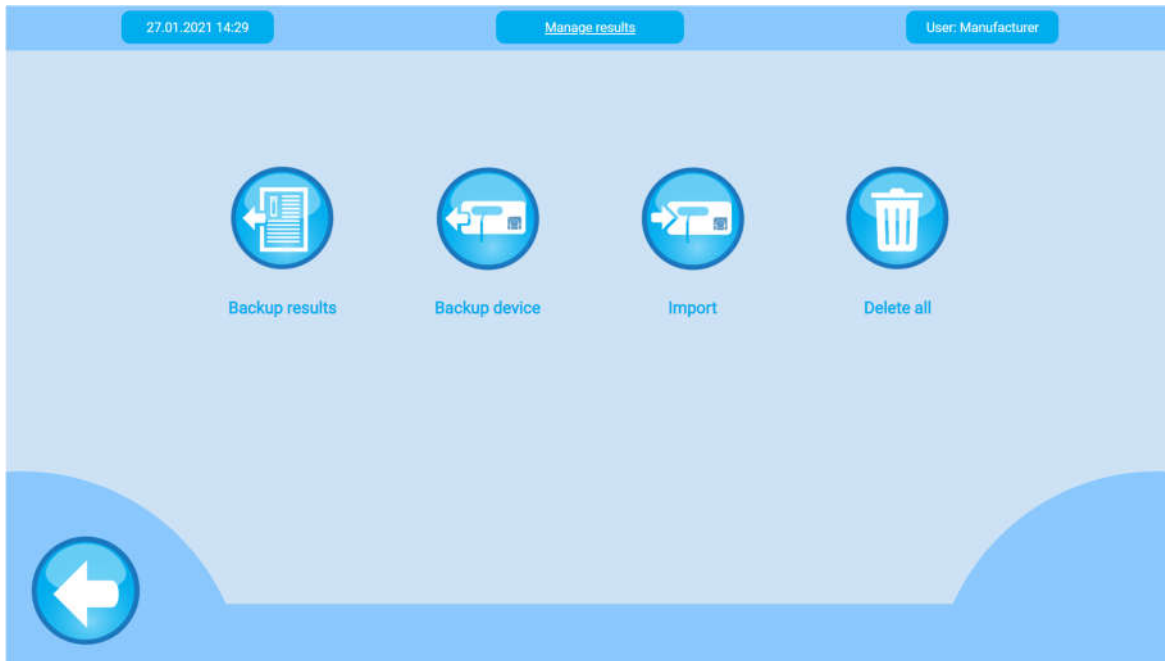 27.01.2021 14:29
Manage results
User: Manufacturer
Backup results
Backup device
Import
Delete all